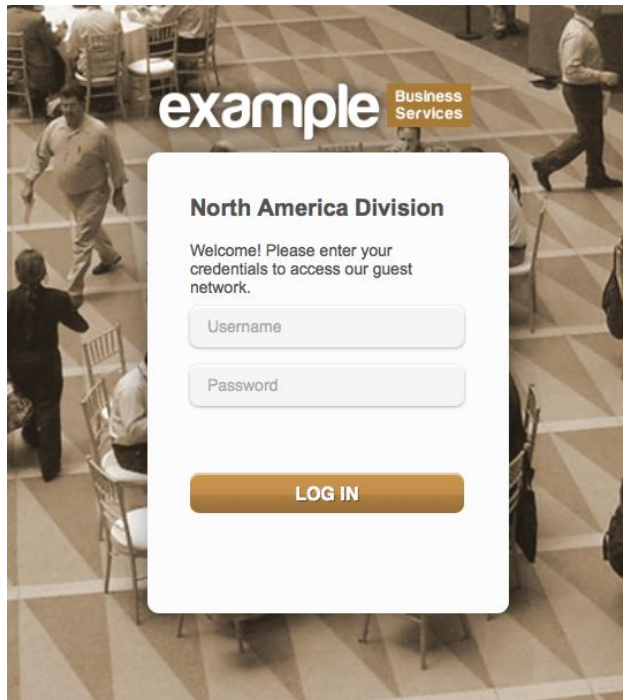 example Business
Services
North America Division
Welcome! Please enter your
credentials to access our guest
network.
Username
Password
LOG IN